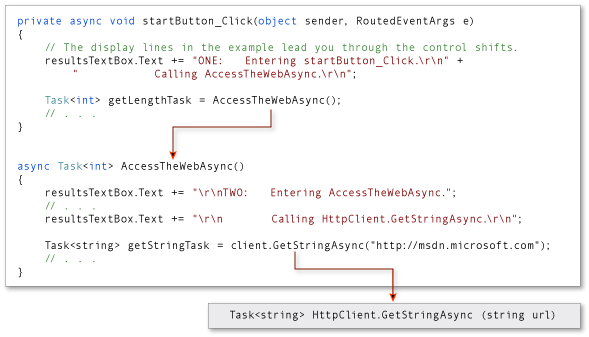 private async void startButton_Click(object sender, RoutedEventArgs e)
{
    // The display lines in the example lead you through the control shifts.
    resultsTextBox.Text += "ONE:   Entering startButton_Click.\r\n" +
        "           Calling AccessTheWebAsync.\r\n";
    Task<int> getLengthTask = AccessTheWebAsync();
    // . . .
}
async Task<int> AccessTheWebAsync()
{
    resultsTextBox.Text += "\r\nTWO:   Entering AccessTheWebAsync.";
    // . . .
    resultsTextBox.Text += "\r\n       Calling HttpClient.GetStringAsync.\r\n";
    Task<string> getStringTask = client.GetStringAsync("http://msdn.microsoft.com");
    // . . .
}
Task<string> HttpClient.GetStringAsync (string url)